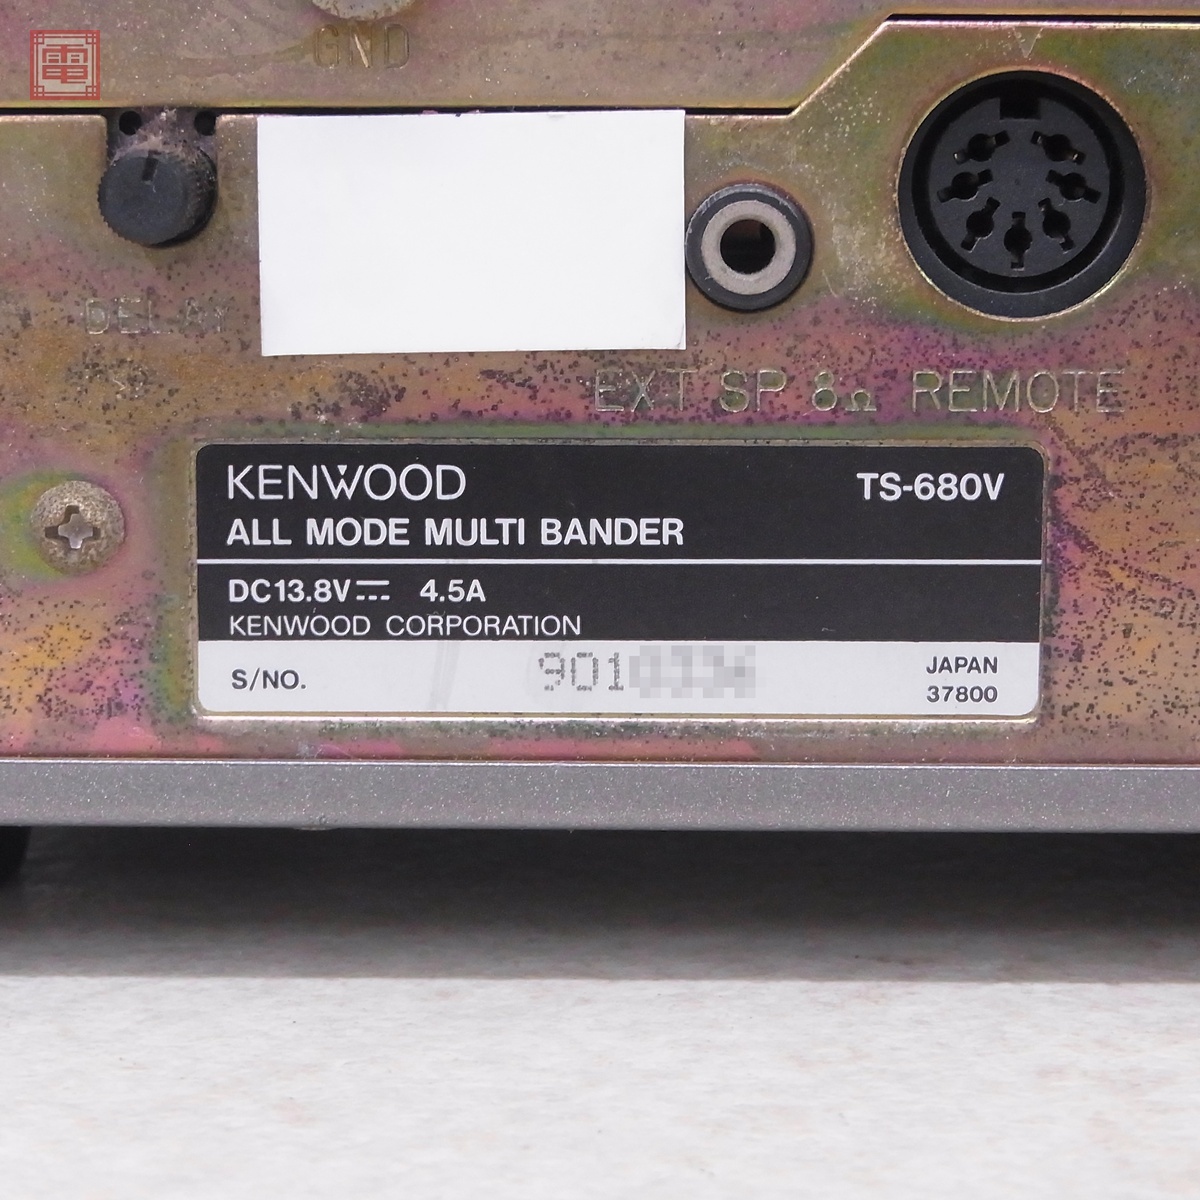 電
GND
DELAY
EXT SP 8Ω REMOTE
KENWOOD TS-680V
ALL MODE MULTI BANDER
DC13.8V⎓ 4.5A
KENWOOD CORPORATION
S/NO. 901
JAPAN
37800